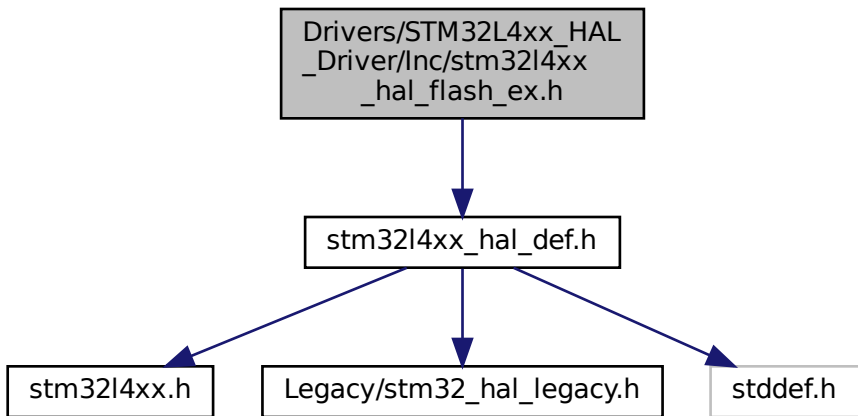 Drivers/STM32L4xx_HAL
_Driver/Inc/stm32l4xx
_hal_flash_ex.h
stm32l4xx_hal_def.h
stm32l4xx.h
Legacy/stm32_hal_legacy.h
stddef.h